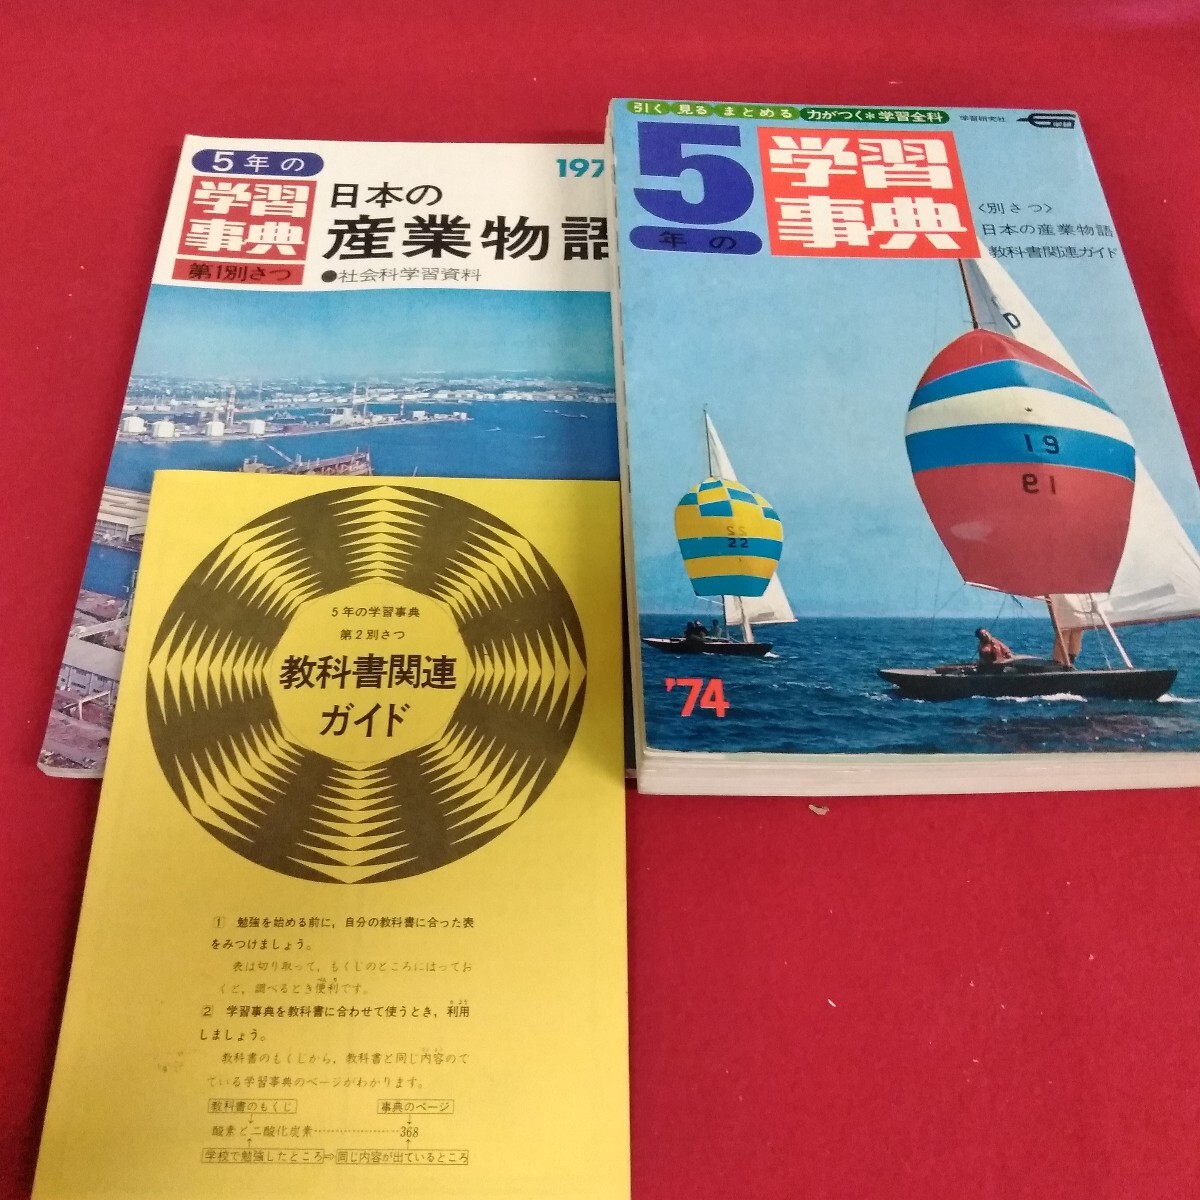 5年の
学習
事典
第1別さつ
197
日本の
産業物語
●社会科学習資料
引く 見る まとめる 力がつく*学習全科
学習研究社
学研
5
年の
学習
事典
<別さつ>
日本の産業物語
教科書関連ガイド
D
19
19
22
22
'74
5年の学習事典
第2別さつ
教科書関連
ガイド
1 勉強を始める前に，自分の教科書に合った表
をみつけましょう。
表は切り取って，もくじのところにはってお
くと，調べるとき便利です。
2 学習事典を教科書に合わせて使うとき，利用
しましょう。
教科書のもくじから，教科書と同じ内容のて
ている学習事典のページがわかります。
教科書のもくじ 事典のページ
酸素と二酸化炭素…………………368
学校で勉強したところ⇨同じ内容が出ているところ